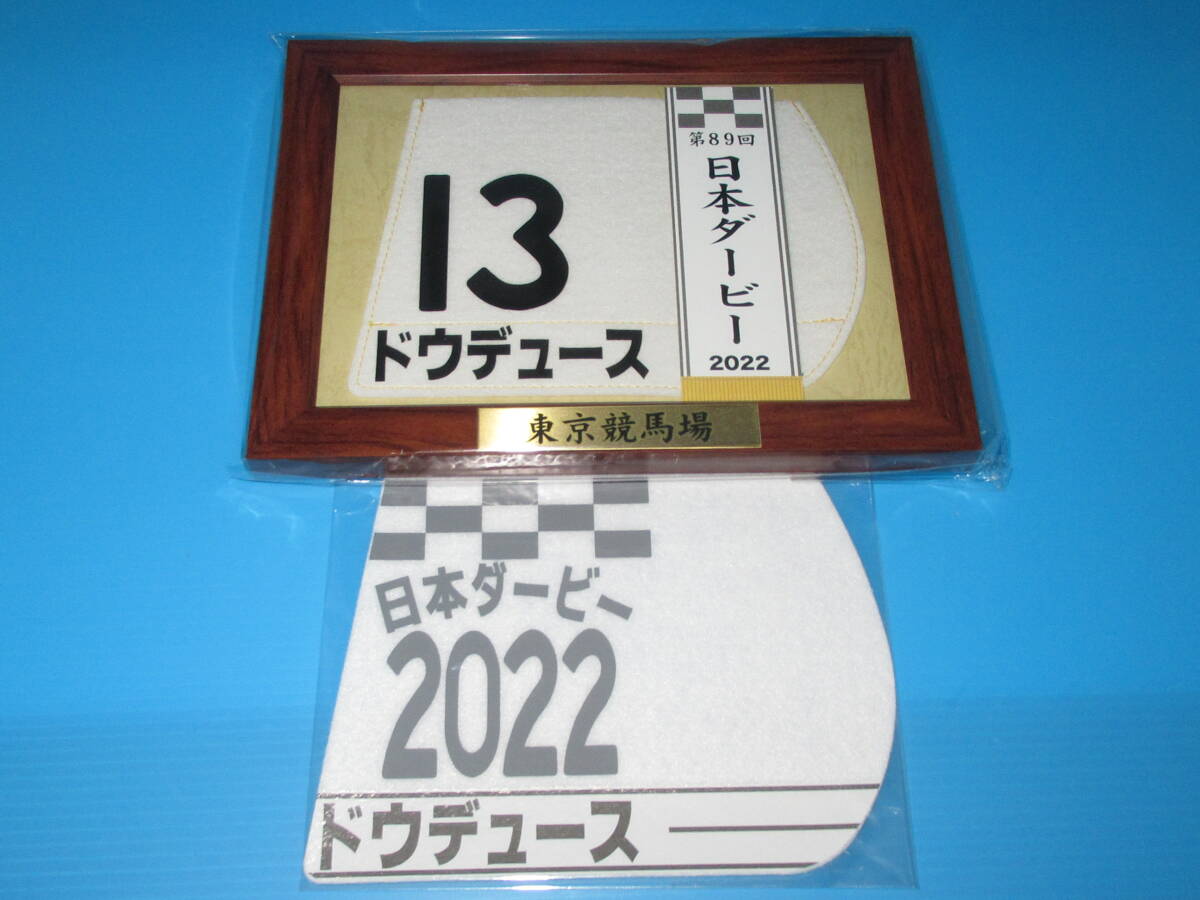 第89回
日本ダービー
2022
13
ドウデュース
東京競馬場
日本ダービー
2022
ドウデュース